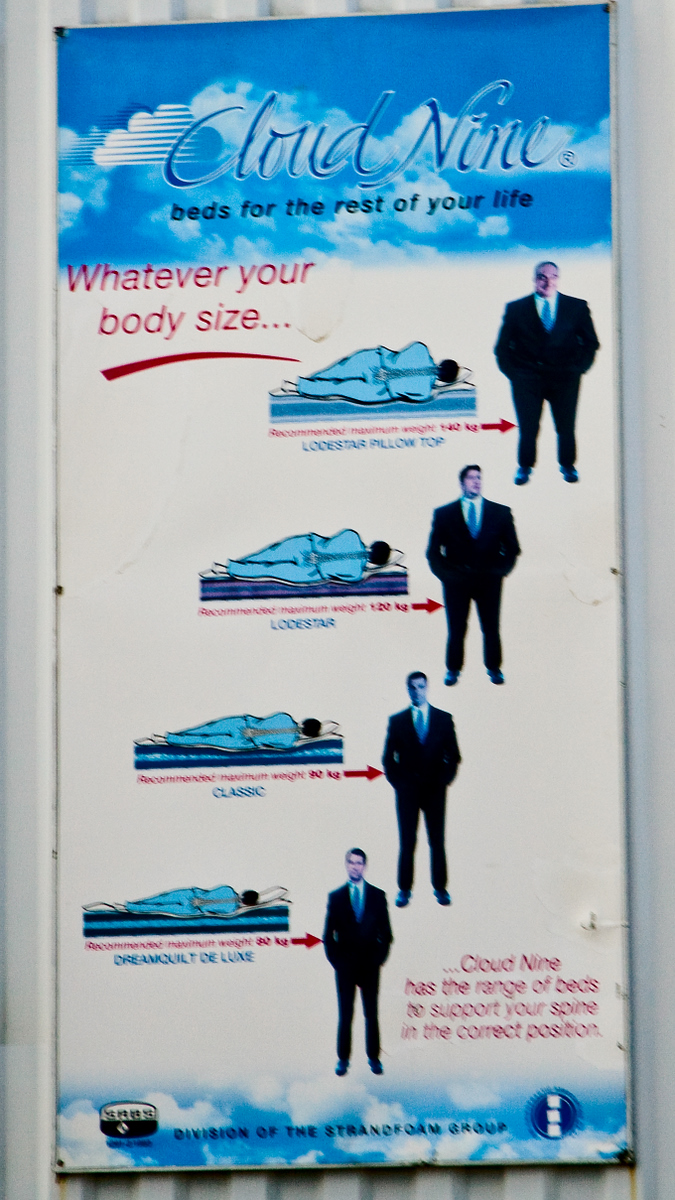 Cloud Nine ®
beds for the rest of your life
Whatever your
body size...
Recommended maximum weight 140 kg
LODESTAR PILLOW TOP
Recommended maximum weight 120 kg
LODESTAR
Recommended maximum weight 90 kg
CLASSIC
Recommended maximum weight 80 kg
DREAMQUILT DE LUXE
...Cloud Nine
has the range of beds
to support your spine
in the correct position.
DIVISION OF THE STRANDFOAM GROUP